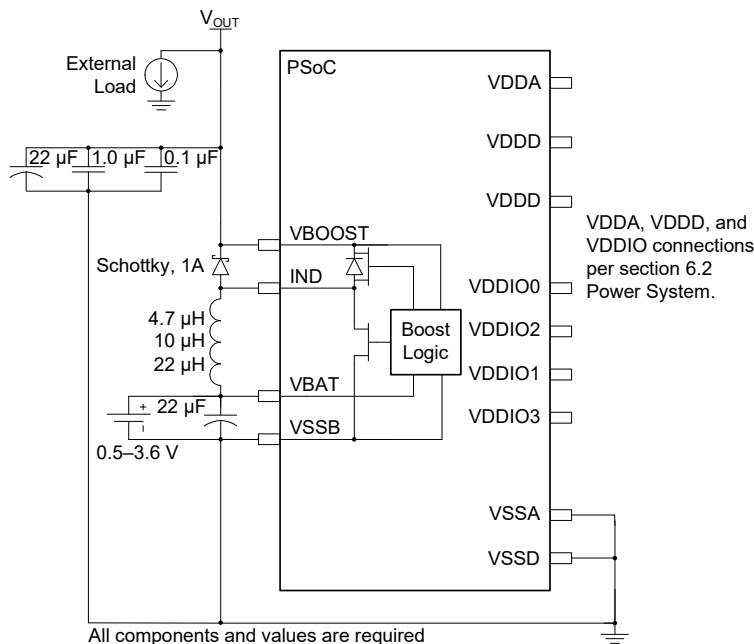 VOUT
External
Load
PSoC
VDDA
VDDD
22 µF 1.0 µF 0.1 µF
VDDD
VDDA, VDDD, and
VDDIO connections
per section 6.2
Power System.
VBOOST
Schottky, 1A
IND
VDDIO0
4.7 µH
10 µH
22 µH
Boost
Logic
VDDIO2
VDDIO1
VBAT
22 µF
+
-
VDDIO3
VSSB
0.5–3.6 V
VSSA
VSSD
All components and values are required